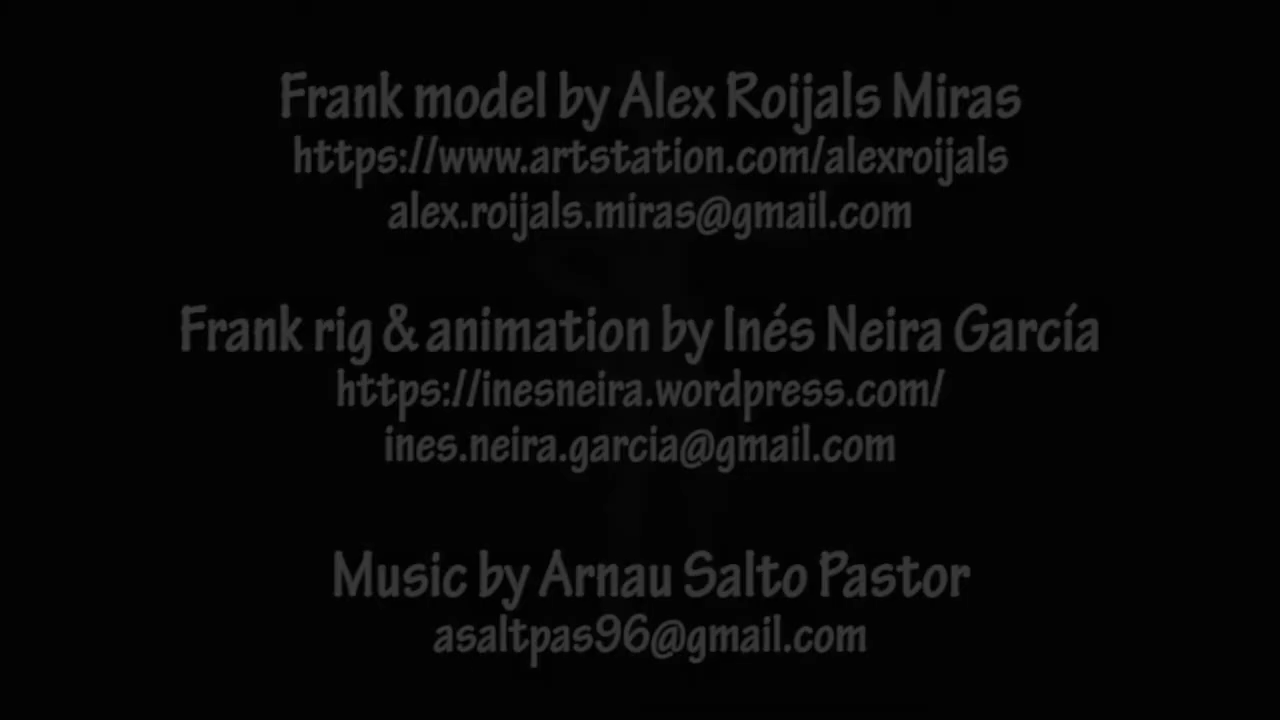 Frank model by Alex Roijals Miras
https://www.artstation.com/alexroijals
alex.roijals.miras@gmail.com
Frank rig & animation by Inés Neira García
https://inesneira.wordpress.com/
ines.neira.garcia@gmail.com
Music by Arnau Salto Pastor
asaltpas96@gmail.com